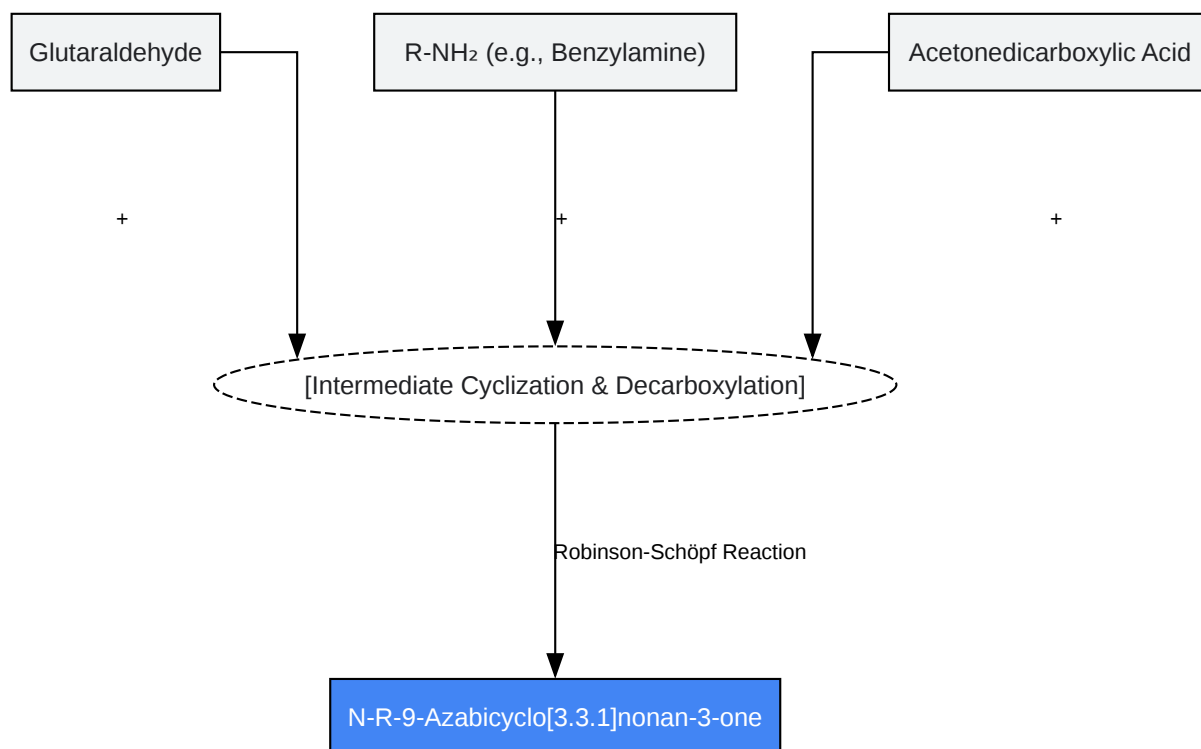 Glutaraldehyde
R-NH₂ (e.g., Benzylamine)
Acetonedicarboxylic Acid
+
+
+
[Intermediate Cyclization & Decarboxylation]
Robinson-Schöpf Reaction
N-R-9-Azabicyclo[3.3.1]nonan-3-one